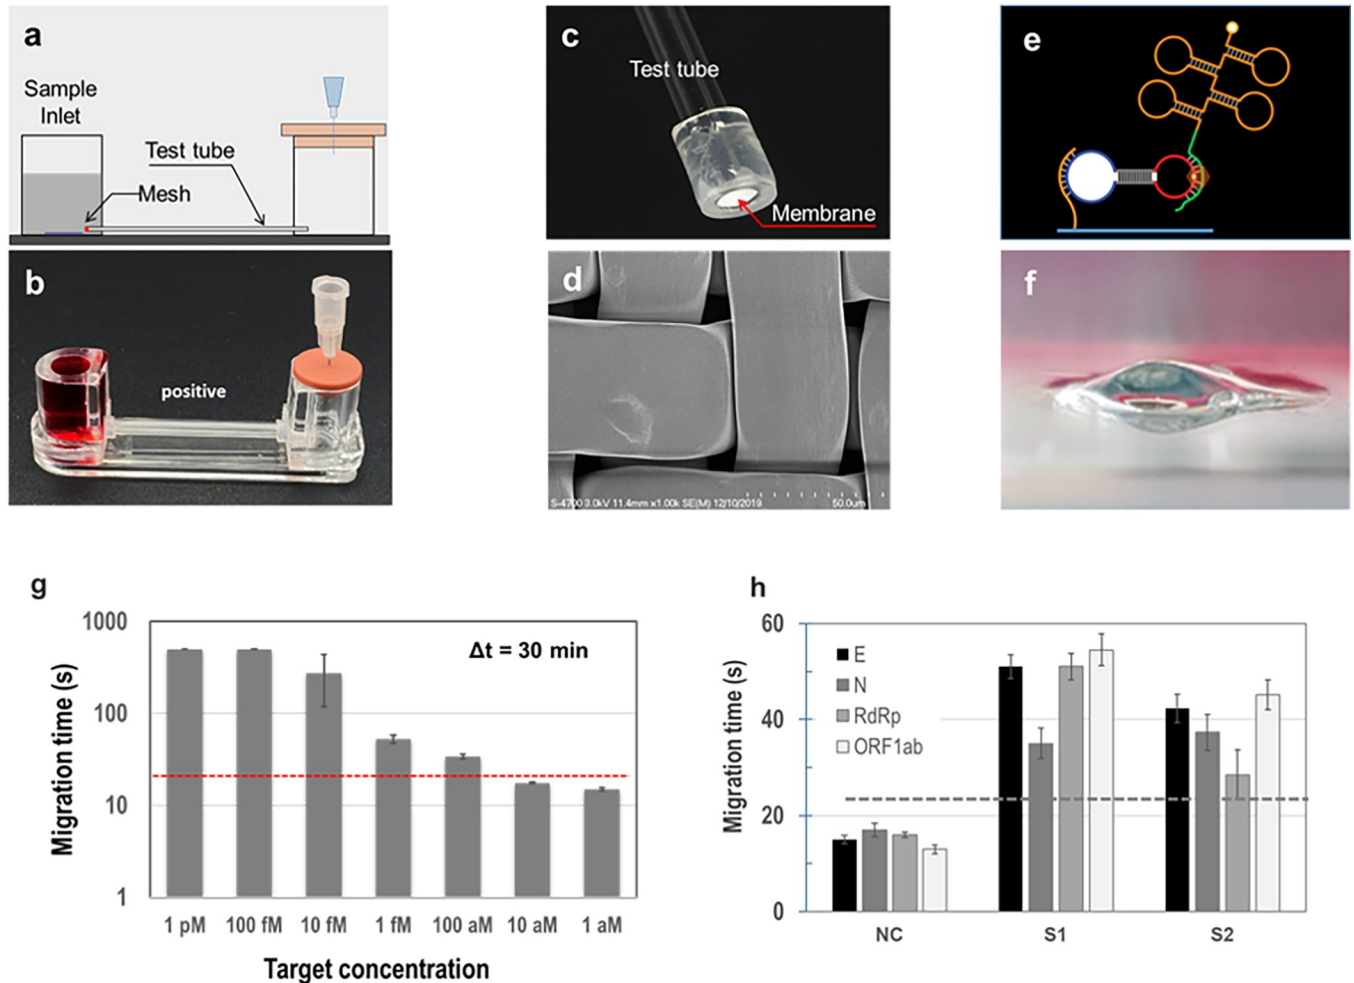 a
Sample
Inlet
Test tube
Mesh
b
positive
c
Test tube
Membrane
d
S-4700 9.0kV 11.4mm x1.00k SE(M) 12/10/2019
50.0um
e
f
g
Migration time (s)
1000
100
10
1
Δt = 30 min
1 pM 100 fM 10 fM 1 fM 100 aM 10 aM 1 aM
Target concentration
h
Migration time (s)
60
40
20
0
E
N
RdRp
ORF1ab
NC S1 S2